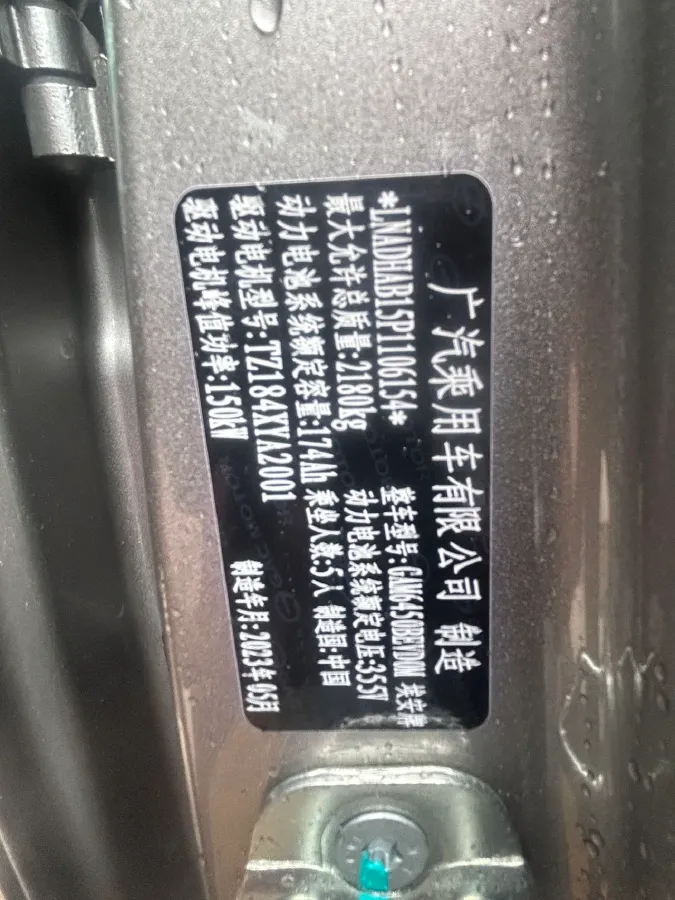 广汽乘用车有限公司 制造
*LNADHAB15P1106154* 整车型号:GAM6450BEVD0N 埃安牌
最大允许总质量:2180kg 动力电池系统额定电压:355V
动力电池系统额定容量:174Ah 乘坐人数:5人 制造国:中国
驱动电机型号:TZ184XYA2001
驱动电机峰值功率:150kW 制造年月:2023年05月
GAC MOTOR